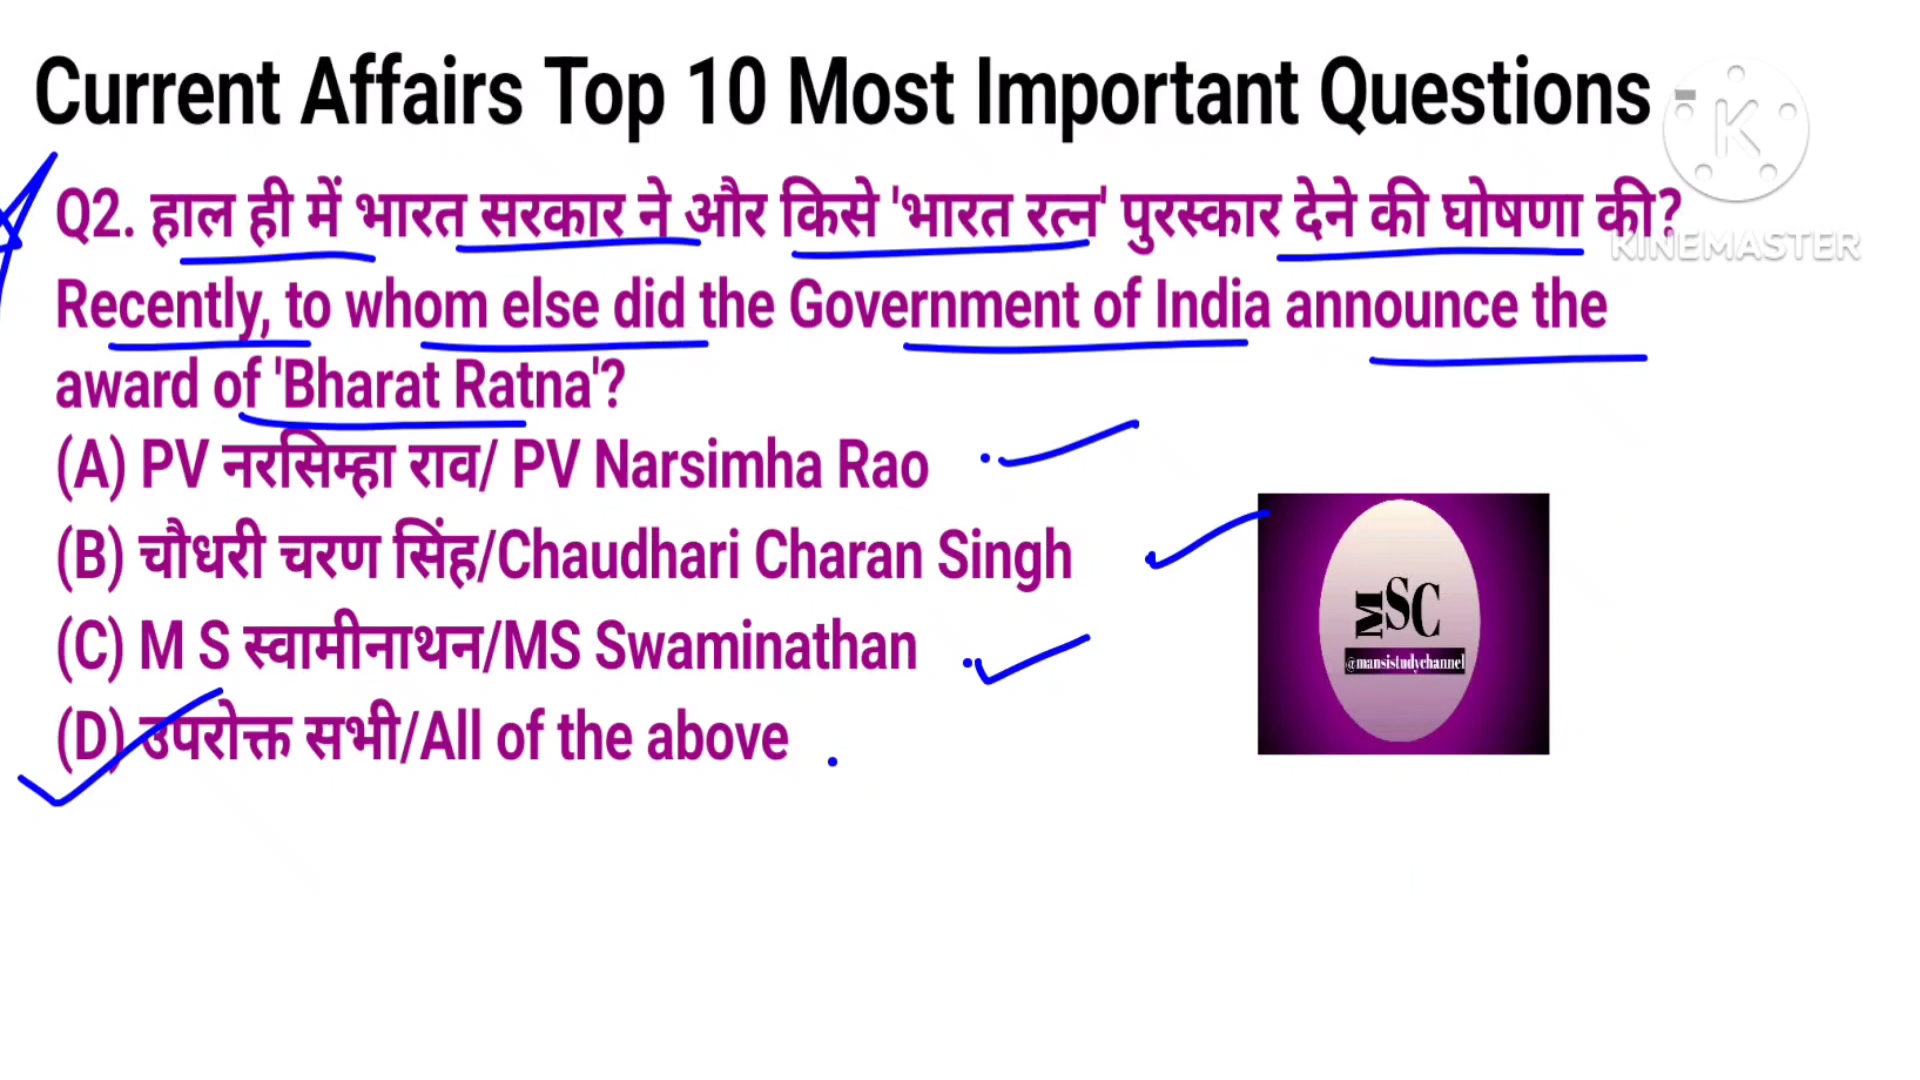 Current Affairs Top 10 Most Important Questions -
K
KINEMASTER
Q2. हाल ही में भारत सरकार ने और किसे 'भारत रत्न' पुरस्कार देने की घोषणा की?
Recently, to whom else did the Government of India announce the
award of 'Bharat Ratna'?
(A) PV नरसिम्हा राव/ PV Narsimha Rao
(B) चौधरी चरण सिंह/Chaudhari Charan Singh
(C) M S स्वामीनाथन/MS Swaminathan
(D) उपरोक्त सभी/All of the above
MSC
@mansistudychannel